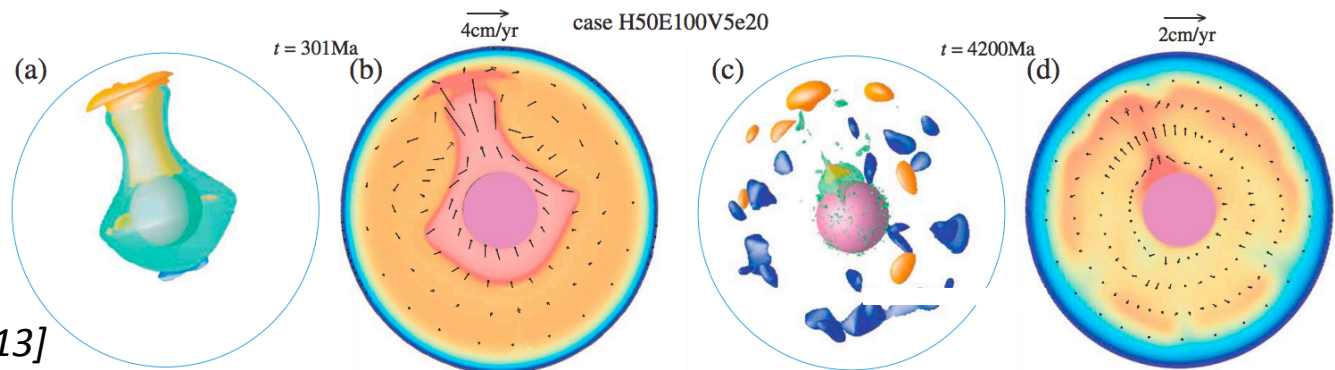 case H50E100V5e20
4cm/yr
2cm/yr
t = 301Ma
t = 4200Ma
(a)
(b)
(c)
(d)
13]